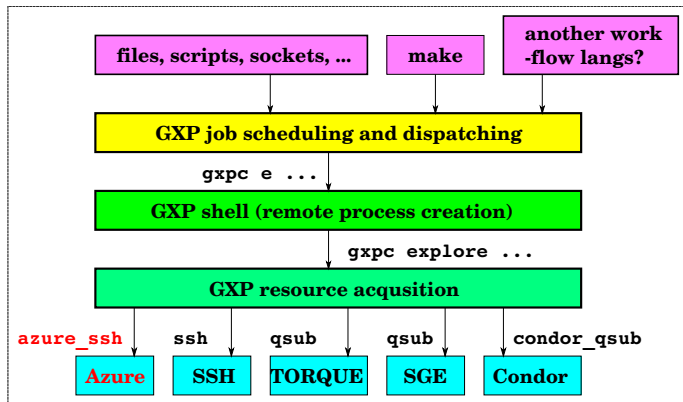 files, scripts, sockets, ...
make
another work
-flow langs?
GXP job scheduling and dispatching
gxpc e ...
GXP shell (remote process creation)
gxpc explore ...
GXP resource acqusition
azure_ssh
ssh
qsub
qsub
condor_qsub
Azure
SSH
TORQUE
SGE
Condor